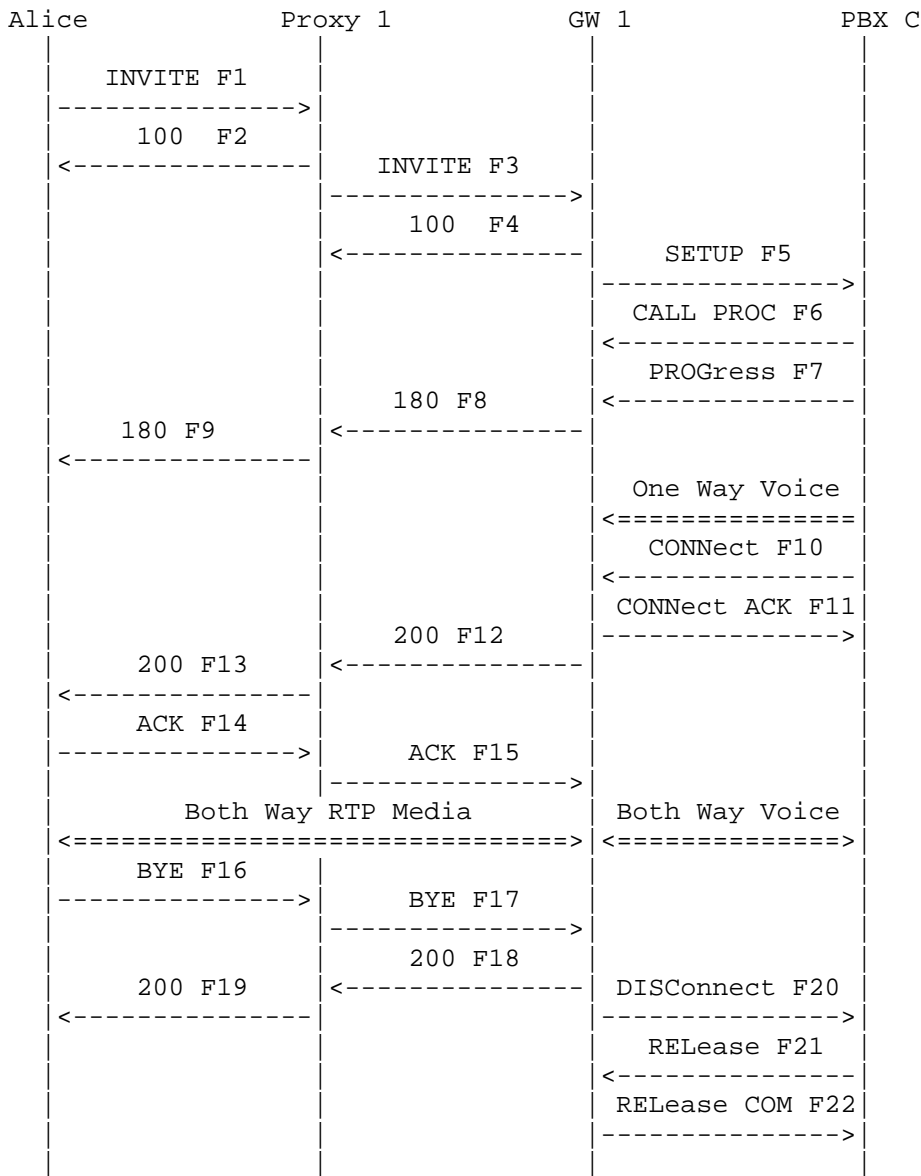 Alice Proxy 1 GW 1 PBX C
INVITE F1
100 F2
INVITE F3
100 F4
SETUP F5
CALL PROC F6
PROGress F7
180 F8
180 F9
One Way Voice
CONNect F10
CONNect ACK F11
200 F12
200 F13
ACK F14
ACK F15
Both Way RTP Media Both Way Voice
BYE F16
BYE F17
200 F18
200 F19 DISConnect F20
RELease F21
RELease COM F22